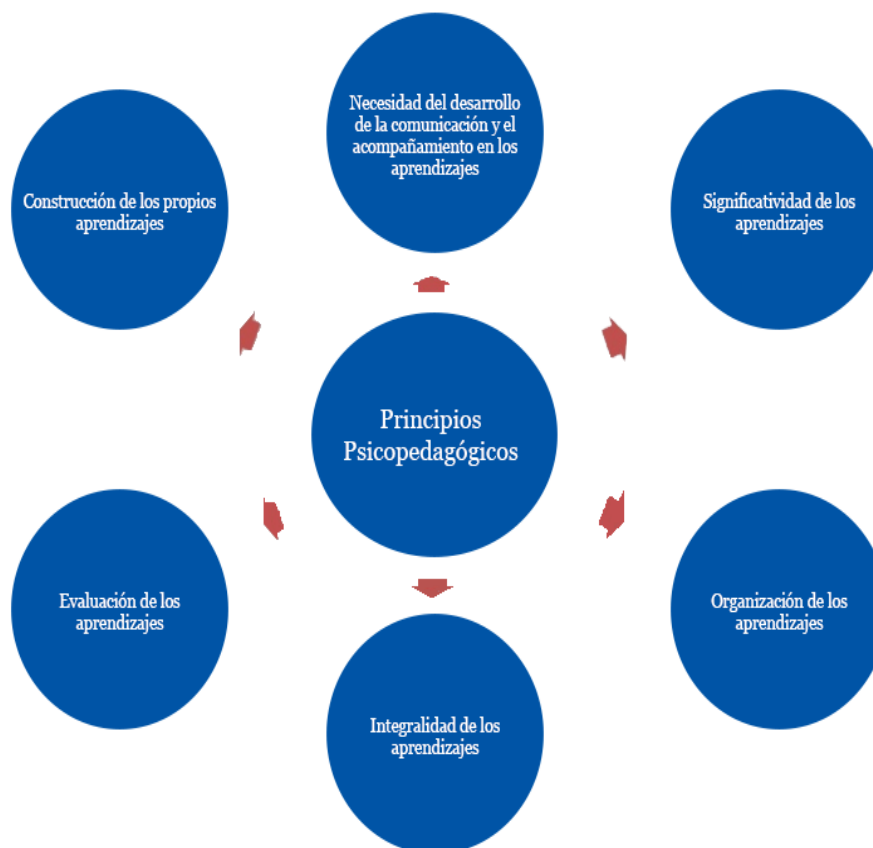 Necesidad del desarrollo
de la comunicación y el
acompañamiento en los
aprendizajes
Construcción de los propios
aprendizajes
Significatividad de los
aprendizajes
Principios
Psicopedagógicos
Evaluación de los
aprendizajes
Organización de los
aprendizajes
Integralidad de los
aprendizajes